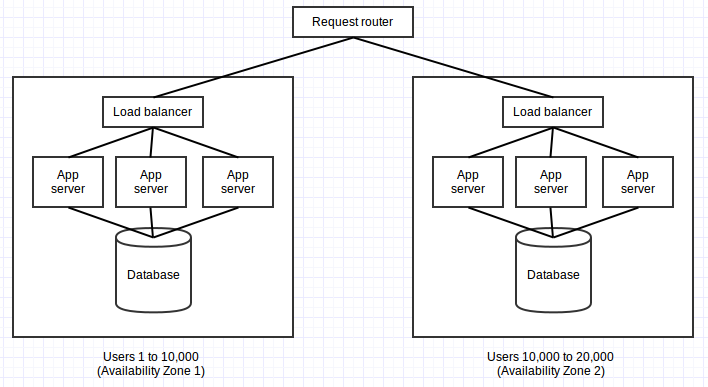 Request router
Load balancer
App
server
App
server
App
server
Database
Users 1 to 10,000
(Availability Zone 1)
Load balancer
App
server
App
server
App
server
Database
Users 10,000 to 20,000
(Availability Zone 2)